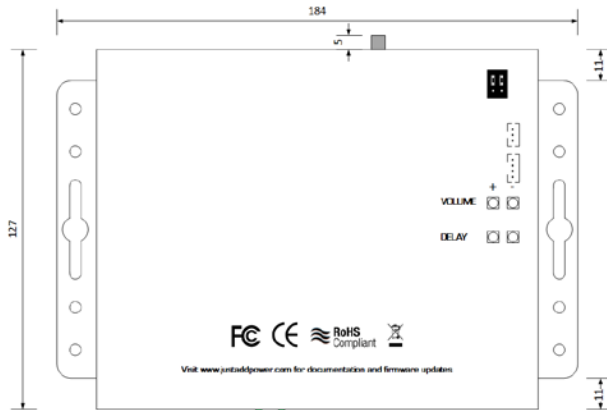 184
5
11
127
+ -
VOLUME
DELAY
FC CE RoHS
Compliant
Visit www.justaddpower.com for documentation and firmware updates
11